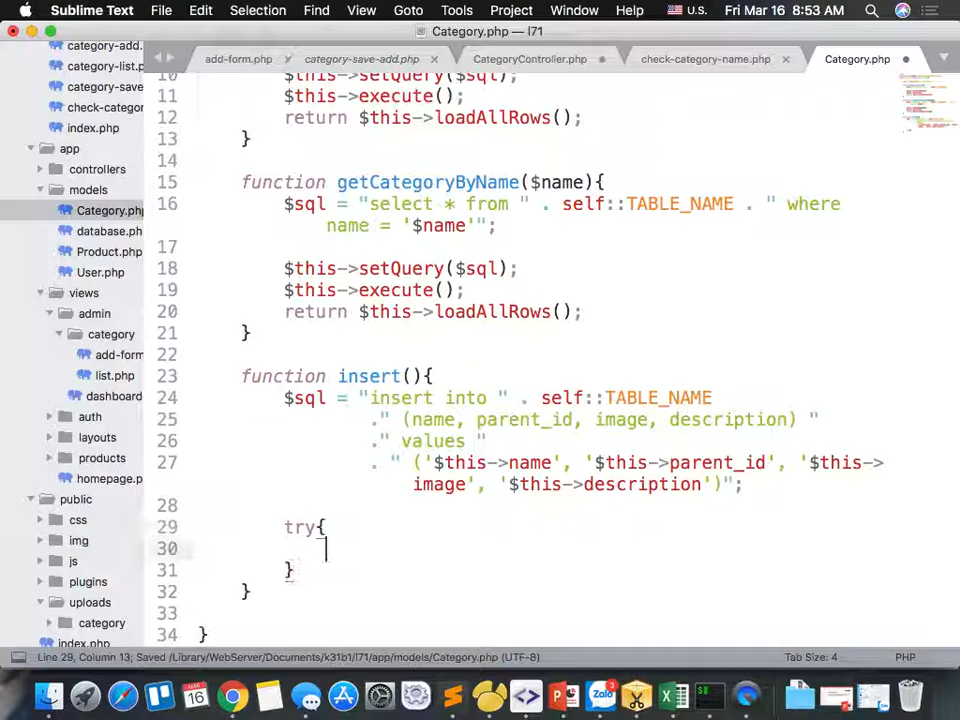 Sublime Text File Edit Selection Find View Goto Tools Project Window Help U.S. Fri Mar 16 8:53 AM
Category.php — l71
category-add.
category-list.p
category-save
check-categor
index.php
app
controllers
models
Category.php
database.ph
Product.php
User.php
views
admin
category
add-form
list.php
dashboard
auth
layouts
products
homepage.p
public
css
img
js
plugins
uploads
category
index.php
add-form.php × category-save-add.php × CategoryController.php check-category-name.php × Category.php
10 $this->setQuery($sql);
11 $this->execute();
12 return $this->loadAllRows();
13 }
14
15 function getCategoryByName($name){
16 $sql = "select * from " . self::TABLE_NAME . " where
name = '$name'";
17
18 $this->setQuery($sql);
19 $this->execute();
20 return $this->loadAllRows();
21 }
22
23 function insert(){
24 $sql = "insert into " . self::TABLE_NAME
25 ." (name, parent_id, image, description) "
26 ." values "
27 . " ('$this->name', '$this->parent_id', '$this->
image', '$this->description')";
28
29 try{
30
31 }
32 }
33
34 }
Line 29, Column 13; Saved /Library/WebServer/Documents/k31b1/l71/app/models/Category.php (UTF-8) Tab Size: 4 PHP
MAR
16
Zalo
3